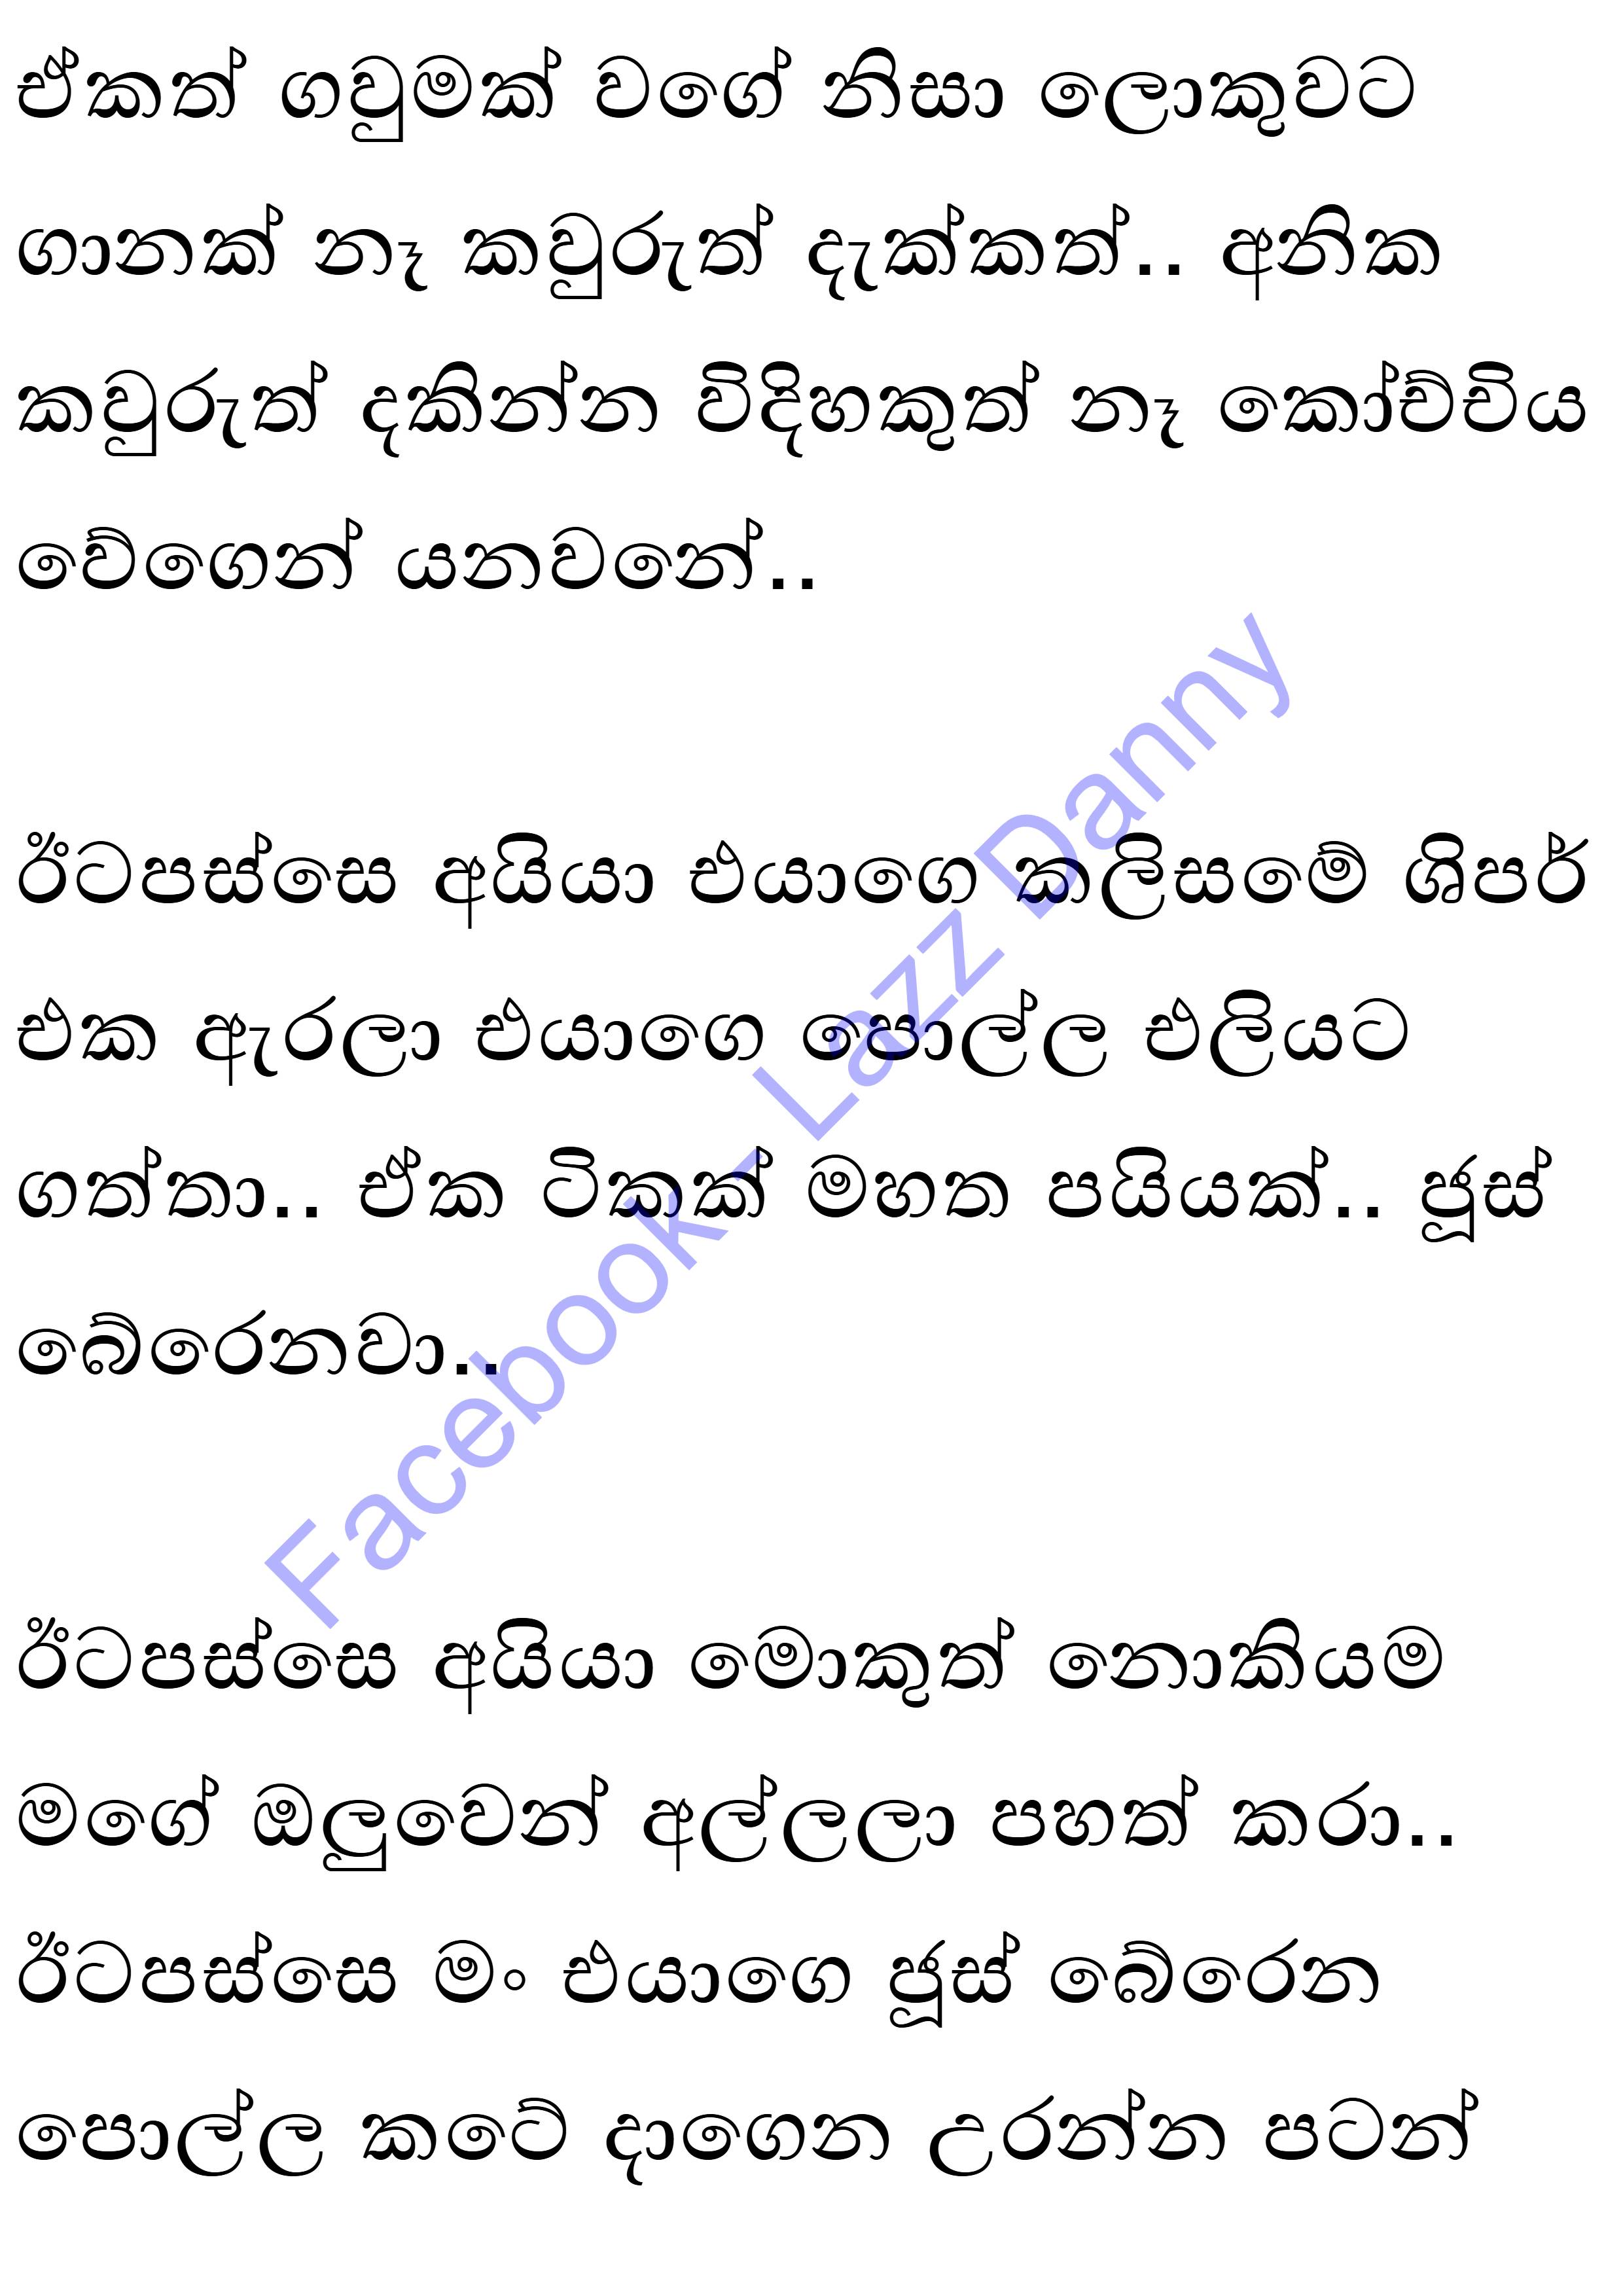 ඒකත් ගවුමක් වගේ නිසා ලොකුවට
ගානක් නෑ කවුරුත් දැක්කත්.. අනික
කවුරුත් දකින්න විදිහකුත් නෑ කෝච්චිය
වේගෙන් යනවනේ..
ඊටපස්සෙ අයියා එයාගෙ කලිසමේ ශිපර්
එක ඇරලා එයාගෙ පොල්ල එලියට
ගත්තා.. ඒක ටිකක් මහත පයියක්.. ජූස්
බේරෙනවා..
ඊටපස්සෙ අයියා මොකුත් නොකියම
මගේ ඔලුවෙන් අල්ලලා පහත් කරා..
ඊටපස්සෙ මං එයාගෙ ජූස් බේරෙන
පොල්ල කටේ දාගෙන උරන්න පටන්
Facebook - Lazz Danny